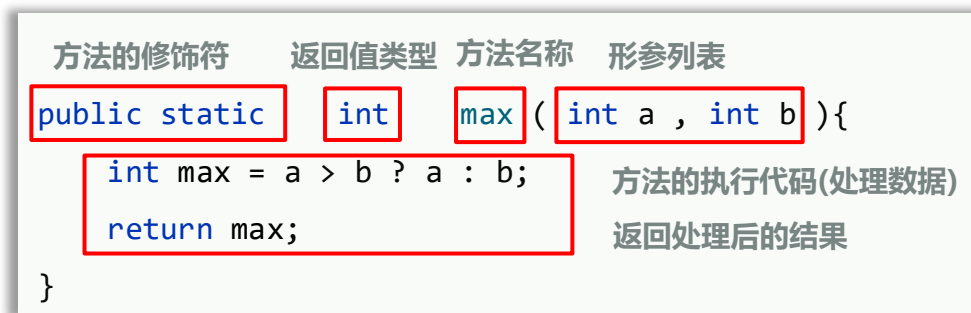 方法的修饰符 返回值类型 方法名称 形参列表
public static int max ( int a , int b ){
int max = a > b ? a : b; 方法的执行代码(处理数据)
return max; 返回处理后的结果
}